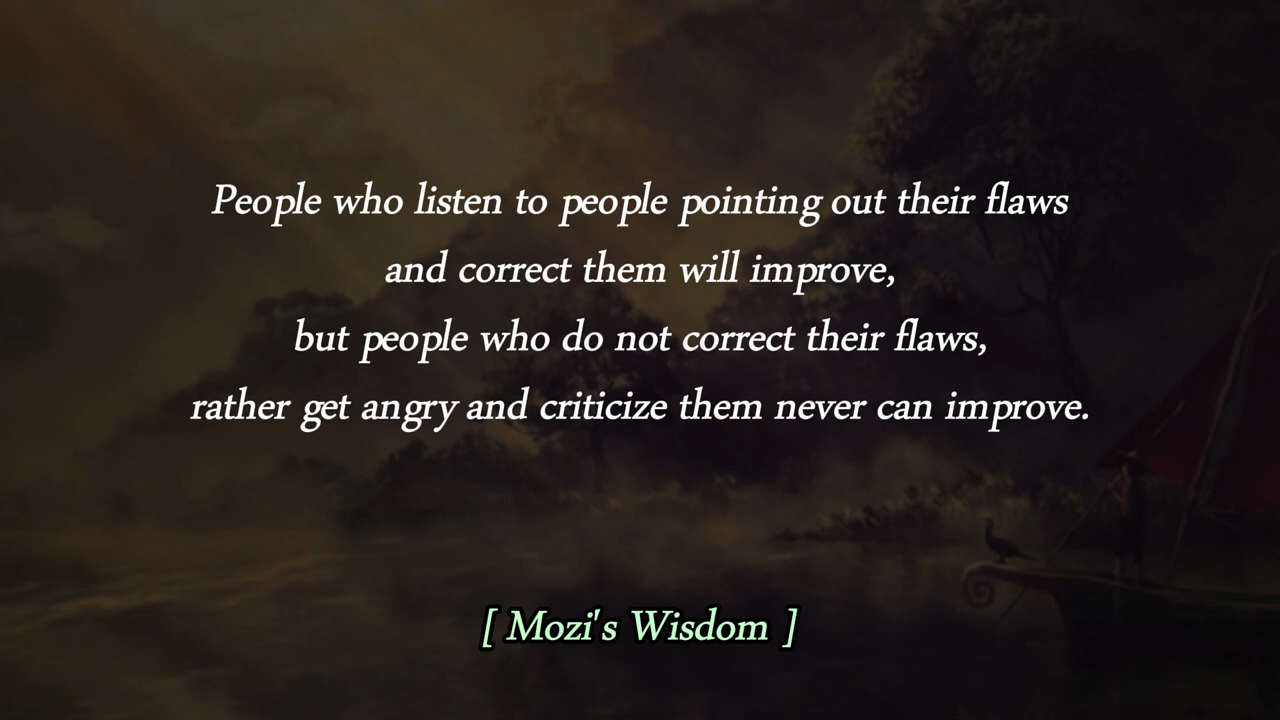 People who listen to people pointing out their flaws
and correct them will improve,
but people who do not correct their flaws,
rather get angry and criticize them never can improve.
[ Mozi's Wisdom ]